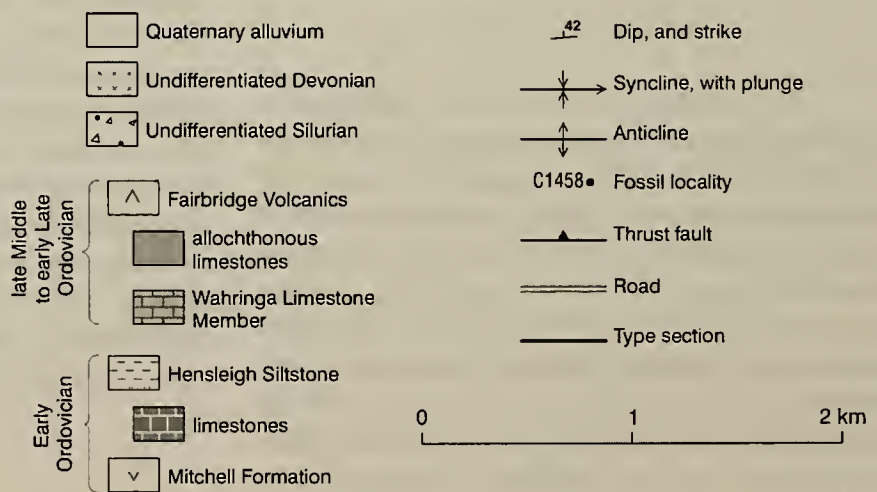 Quaternary alluvium
Undifferentiated Devonian
Undifferentiated Silurian
late Middle
to early Late
Ordovician
Fairbridge Volcanics
allochthonous
limestones
Wahringa Limestone
Member
Early
Ordovician
Hensleigh Siltstone
limestones
Mitchell Formation
42
Dip, and strike
Syncline, with plunge
Anticline
C1458
Fossil locality
Thrust fault
Road
Type section
0 1 2 km